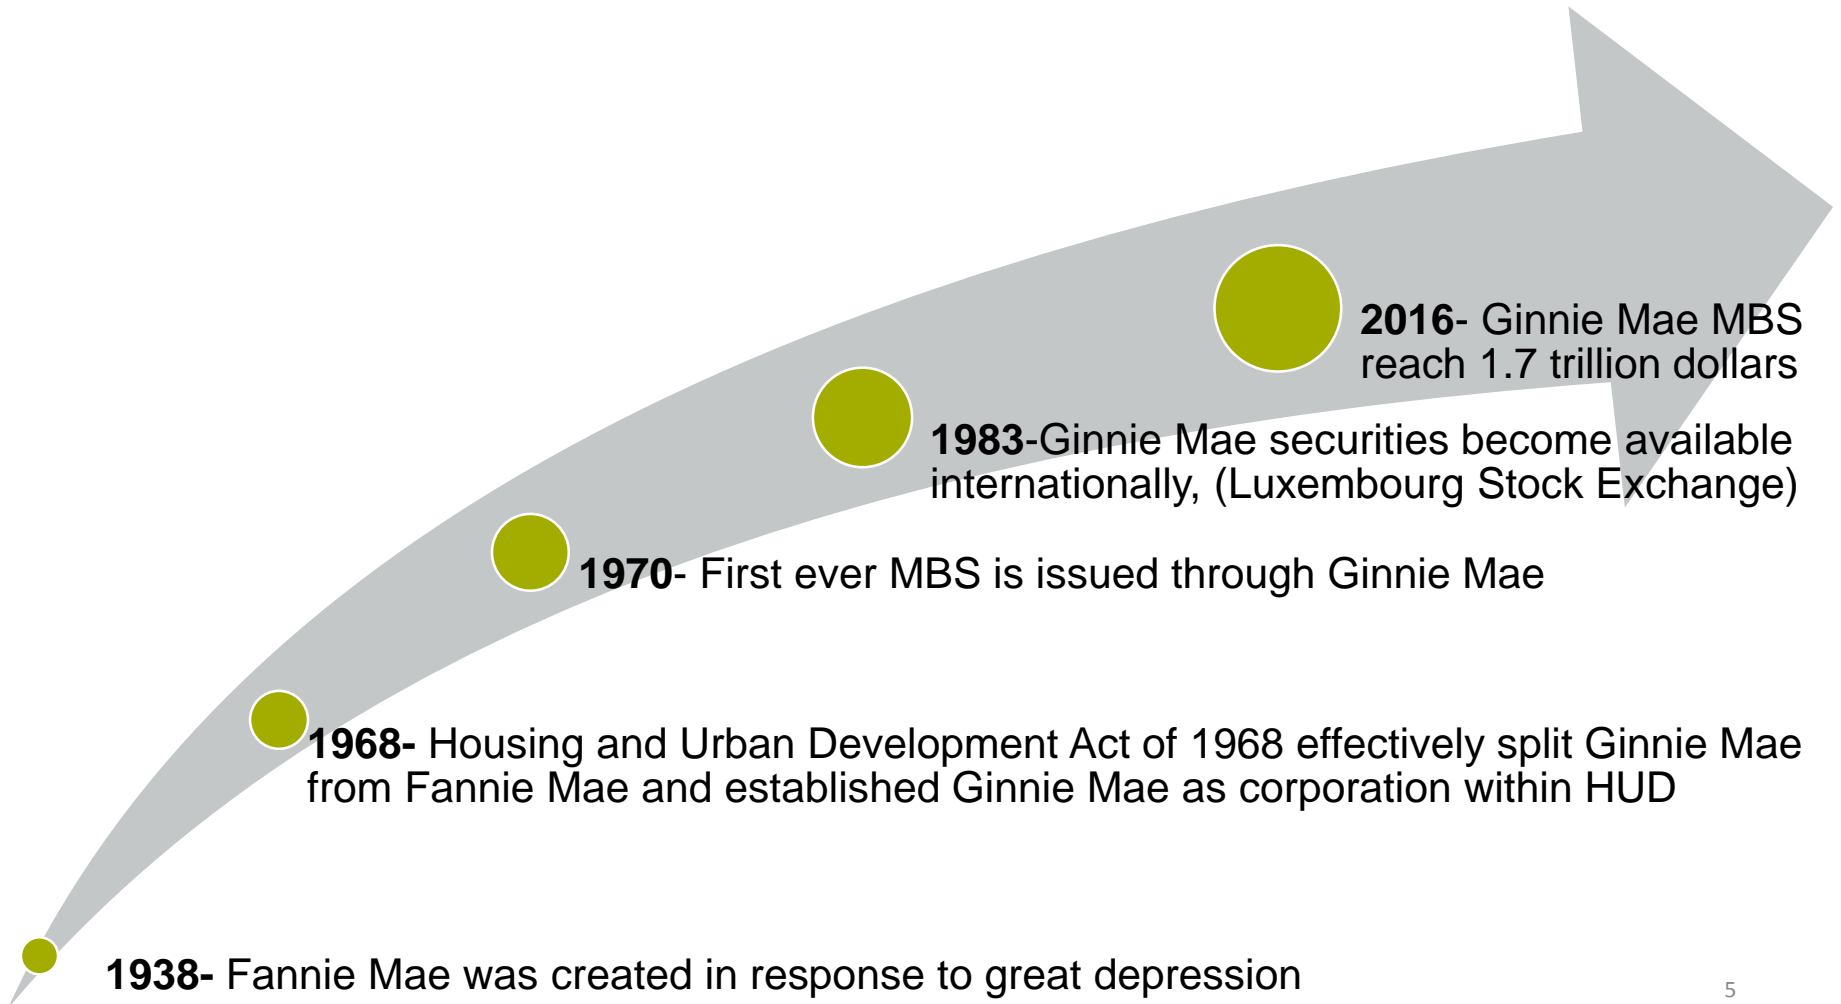 2016- Ginnie Mae MBS
reach 1.7 trillion dollars
1983-Ginnie Mae securities become available
internationally, (Luxembourg Stock Exchange)
1970- First ever MBS is issued through Ginnie Mae
1968- Housing and Urban Development Act of 1968 effectively split Ginnie Mae
from Fannie Mae and established Ginnie Mae as corporation within HUD
1938- Fannie Mae was created in response to great depression
5